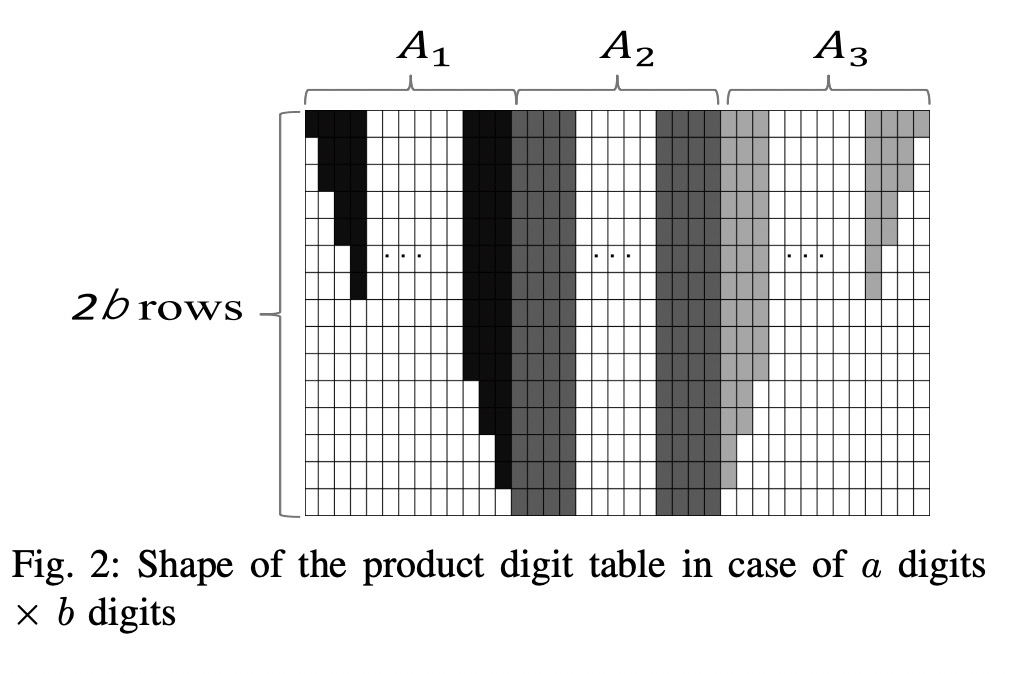 A₁ A₂ A₃
. . . . . . . . .
2b rows
Fig. 2: Shape of the product digit table in case of a digits
× b digits